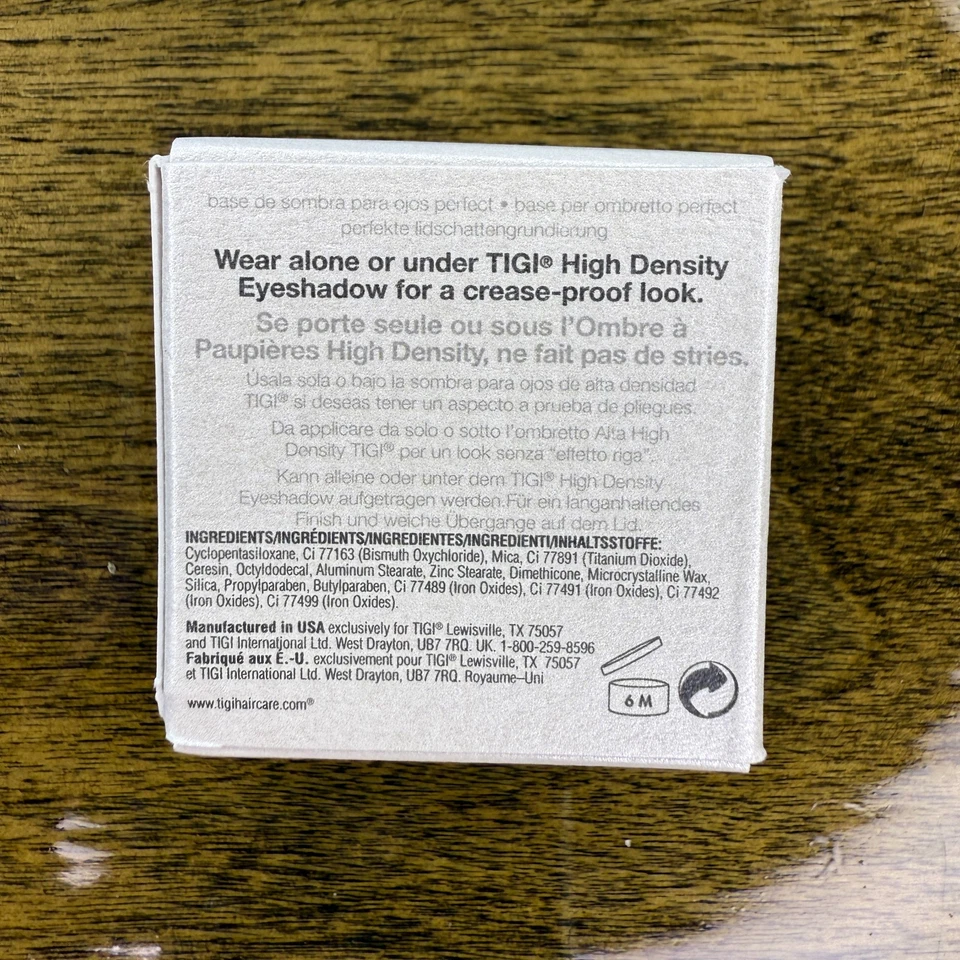 base de sombra para ojos perfect • base per ombretto perfect
perfekte lidschattengrundierung
Wear alone or under TIGI® High Density
Eyeshadow for a crease-proof look.
Se porte seule ou sous l'Ombre à
Paupières High Density, ne fait pas de stries.
Úsala sola o bajo la sombra para ojos de alta densidad
TIGI® si deseas tener un aspecto a prueba de pliegues.
Da applicare da solo o sotto l'ombretto Alta High
Density TIGI® per un look senza "effetto riga".
Kann alleine oder unter dem TIGI® High Density
Eyeshadow aufgetragen werden.Für ein langanhaltendes
Finish und weiche Übergange auf dem Lid.
INGREDIENTS/INGRÉDIENTS/INGREDIENTES/INGREDIENTI/INHALTSSTOFFE:
Cyclopentasiloxane, Ci 77163 (Bismuth Oxychloride), Mica, Ci 77891 (Titanium Dioxide),
Ceresin, Octyldodecal, Aluminum Stearate, Zinc Stearate, Dimethicone, Microcrystalline Wax,
Silica, Propylparaben, Butylparaben, Ci 77489 (Iron Oxides), Ci 77491 (Iron Oxides), Ci 77492
(Iron Oxides), Ci 77499 (Iron Oxides).
Manufactured in USA exclusively for TIGI® Lewisville, TX 75057
and TIGI International Ltd. West Drayton, UB7 7RQ. UK. 1-800-259-8596
Fabriqué aux É.-U. exclusivement pour TIGI® Lewisville, TX 75057
et TIGI International Ltd. West Drayton, UB7 7RQ. Royaume–Uni
6 M
www.tigihaircare.com®